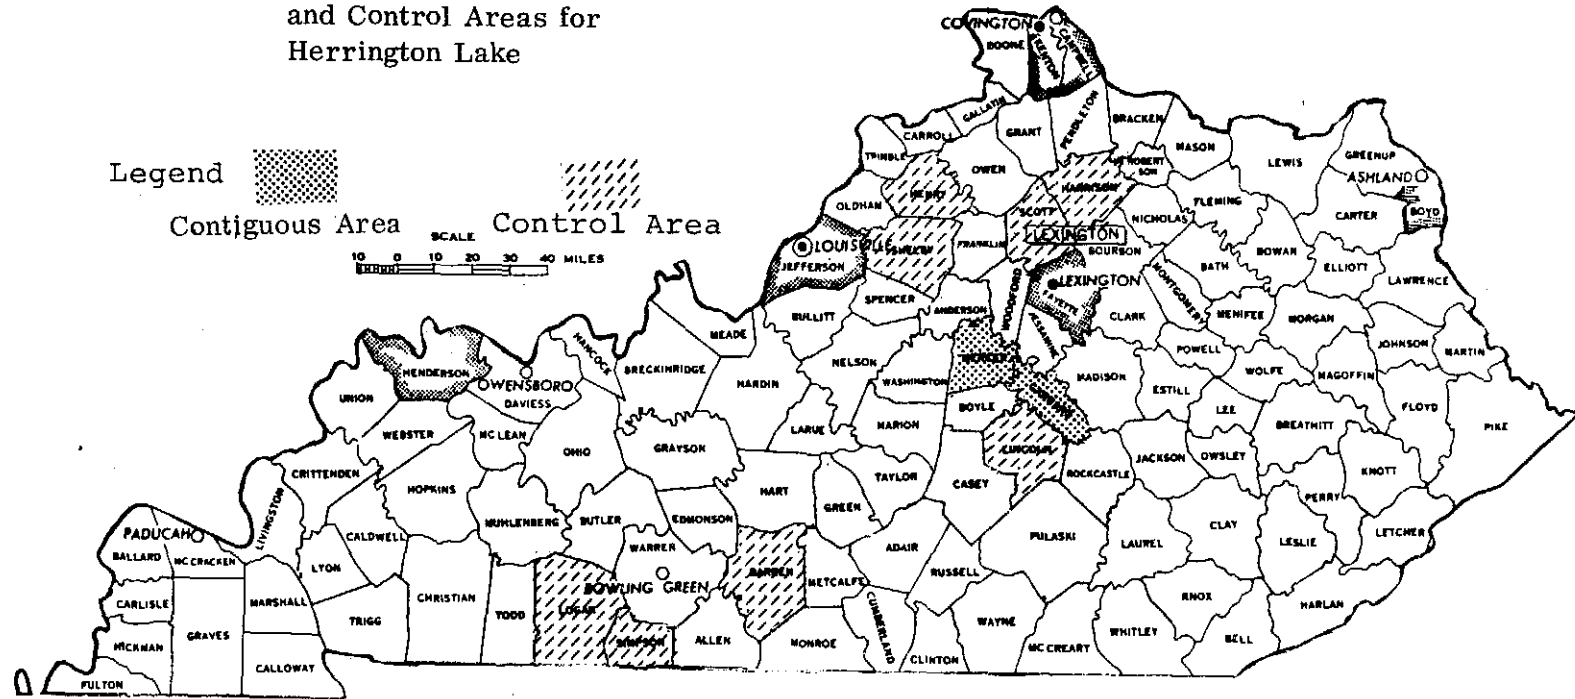 and Control Areas for
Herrington Lake
Legend
Contiguous Area
Control Area
SCALE
10 0 10 20 30 40 MILES
COVINGTON
BOONE
KENTON
CAMPBELL
GALLATIN
CARROLL
TRIMBLE
GRANT
PENDLETON
BRACKEN
MASON
ROBERT
SON
LEWIS
GREENUP
ASHLAND
OWEN
HENRY
HARRISON
OLDHAM
SCOTT
NICHOLAS
FLEMING
CARTER
BOYD
LOUISVILLE
SHELBY
FRANKLIN
LEXINGTON
BOURBON
JEFFERSON
BATH
ROWAN
ELLIOTT
LAWRENCE
MONTGOMERY
WOODFORD
LEXINGTON
FAYETTE
SPENCER
ANDERSON
CLARK
MENIFEE
MORGAN
MEADE
BULLITT
JESSAMINE
POWELL
JOHNSON
MARTIN
HANCOCK
HENDERSON
BRECKINRIDGE
NELSON
MERCER
WASHINGTON
MADISON
ESTILL
WOLFE
MAGOFFIN
OWENSBORO
DAVIESS
UNION
HARDIN
BOYLE
GARRARD
LEE
FLOYD
PIKE
WEBSTER
MC LEAN
OHIO
GRAYSON
LARUE
MARION
LINCOLN
ROCKCASTLE
JACKSON
OWSLEY
BREATHITT
KNOTT
CRITTENDEN
HOPKINS
TAYLOR
CASEY
PERRY
LIVINGSTON
MUHLENBERG
BUTLER
EDMONSON
HART
GREEN
PULASKI
LAUREL
CLAY
LESLIE
LETCHER
PADUCAH
BALLARD
MC CRACKEN
CALDWELL
LYON
WARREN
BOWLING GREEN
BARREN
METCALFE
ADAIR
RUSSELL
CARLISLE
MARSHALL
CHRISTIAN
TODD
LOGAN
KNOX
HARLAN
HICKMAN
GRAVES
TRIGG
SIMPSON
ALLEN
MONROE
CUMBERLAND
WAYNE
WHITLEY
BELL
FULTON
CALLOWAY
CLINTON
MC CREARY